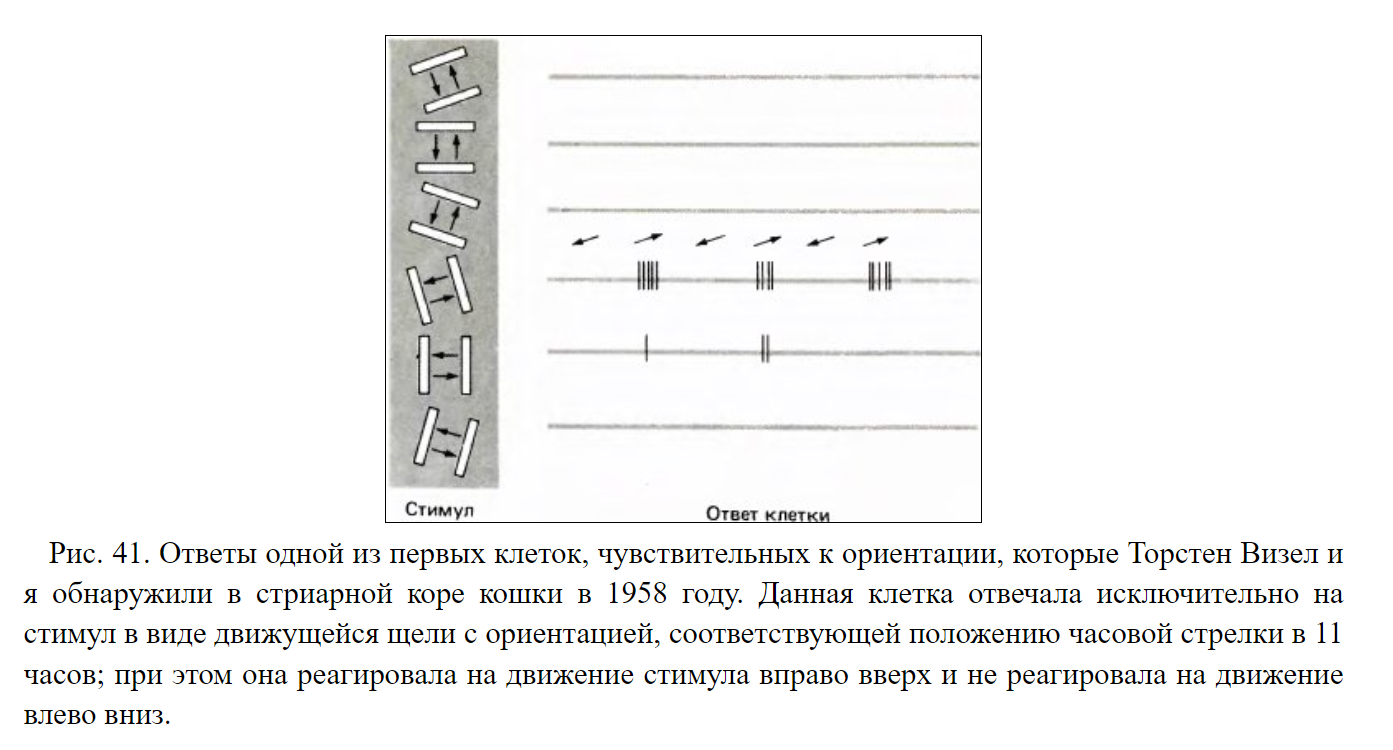 Стимул
Ответ клетки
Рис. 41. Ответы одной из первых клеток, чувствительных к ориентации, которые Торстен Визел и
я обнаружили в стриарной коре кошки в 1958 году. Данная клетка отвечала исключительно на
стимул в виде движущейся щели с ориентацией, соответствующей положению часовой стрелки в 11
часов; при этом она реагировала на движение стимула вправо вверх и не реагировала на движение
влево вниз.